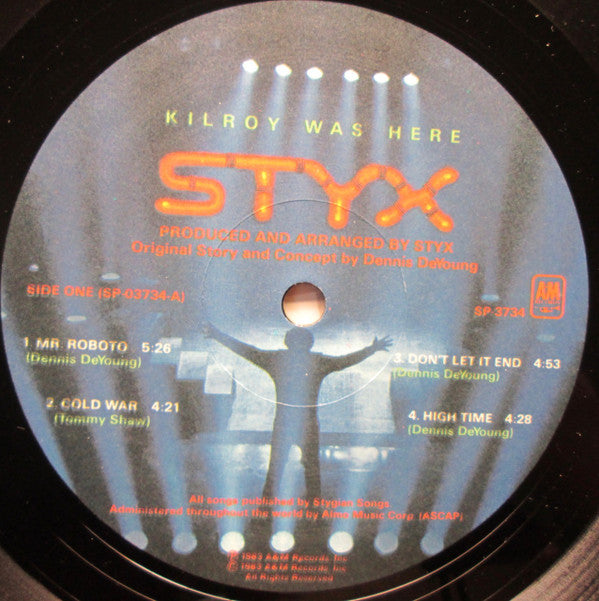 KILROY WAS HERE
STYX
PRODUCED AND ARRANGED BY STYX
Original Story and Concept by Dennis DeYoung
SIDE ONE (SP-03734-A)
SP-3734
AM
RECORDS
1. MR. ROBOTO 5:26
(Dennis DeYoung)
2. COLD WAR 4:21
(Tommy Shaw)
3. DON'T LET IT END 4:53
(Dennis DeYoung)
4. HIGH TIME 4:28
(Dennis DeYoung)
All songs published by Stygian Songs.
Administered throughout the world by Almo Music Corp. (ASCAP)
Ⓟ 1983 A&M Records, Inc.
© 1983 A&M Records, Inc.
All Rights Reserved